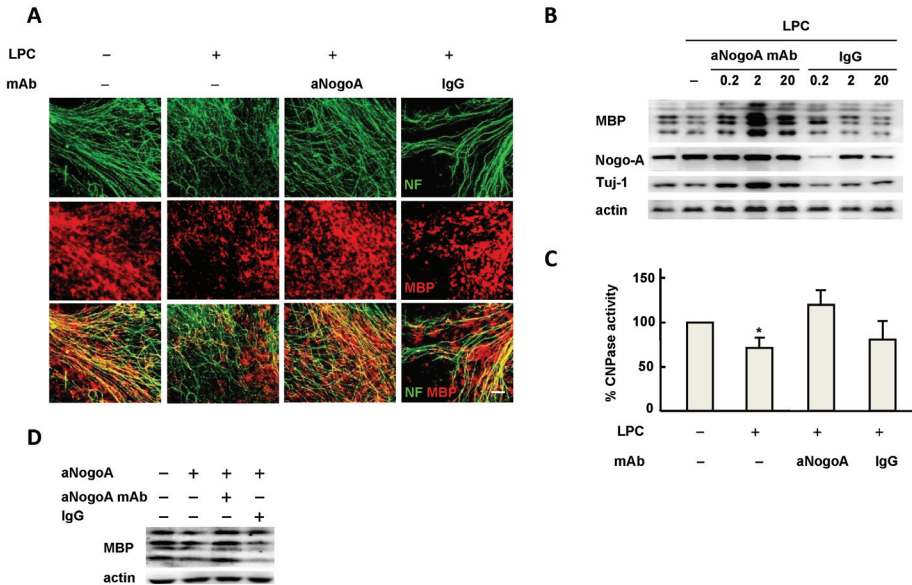 A
LPC – + + +
mAb – – aNogoA IgG
NF
MBP
NF MBP
B
LPC
aNogoA mAb IgG
– 0.2 2 20 0.2 2 20
MBP
Nogo-A
Tuj-1
actin
C
% CNPase activity
150
100
50
0
LPC – + + +
mAb – – aNogoA IgG
D
aNogoA – + + +
aNogoA mAb – – + –
IgG – – – +
MBP
actin
*